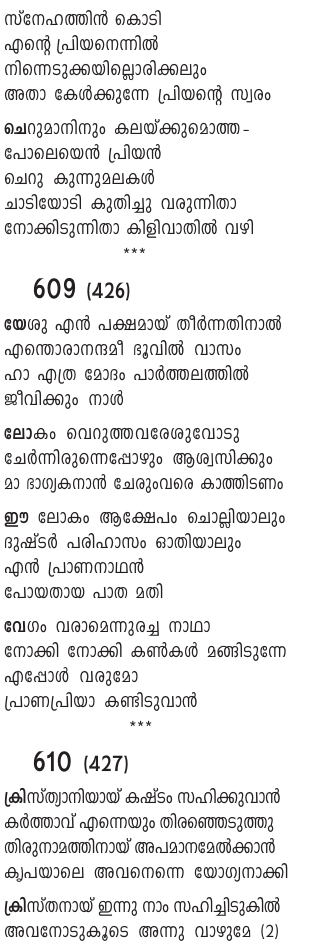 സ്നേഹത്തിൻ കൊടി
എന്റെ പ്രിയനെന്നിൽ
നിന്നെടുക്കയില്ലൊരിക്കലും
അതാ കേൾക്കുന്നേ പ്രിയന്റെ സ്വരം
ചെറുമാനിനും കലയ്ക്കുമൊത്ത-
പോലെയെൻ പ്രിയൻ
ചെറു കുന്നുമലകൾ
ചാടിയോടി കുതിച്ചു വരുന്നിതാ
നോക്കിടുന്നിതാ കിളിവാതിൽ വഴി
***
609 (426)
യേശു എൻ പക്ഷമായ് തീർന്നതിനാൽ
എന്തൊരാനന്ദമീ ഭൂവിൽ വാസം
ഹാ എത്ര മോദം പാർത്തലത്തിൽ
ജീവിക്കും നാൾ
ലോകം വെറുത്തവരേശുവോടു
ചേർന്നിരുന്നെപ്പോഴും ആശ്വസിക്കും
മാ ഭാഗ്യകനാൻ ചേരുംവരെ കാത്തിടണം
ഈ ലോകം ആക്ഷേപം ചൊല്ലിയാലും
ദുഷ്ടർ പരിഹാസം ഓതിയാലും
എൻ പ്രാണനാഥൻ
പോയതായ പാത മതി
വേഗം വരാമെന്നുരച്ച നാഥാ
നോക്കി നോക്കി കൺകൾ മങ്ങിടുന്നേ
എപ്പോൾ വരുമോ
പ്രാണപ്രിയാ കണ്ടിടുവാൻ
***
610 (427)
ക്രിസ്ത്യാനിയായ് കഷ്ടം സഹിക്കുവാൻ
കർത്താവ് എന്നെയും തിരഞ്ഞെടുത്തു
തിരുനാമത്തിനായ് അപമാനമേൽക്കാൻ
കൃപയാലെ അവനെന്നെ യോഗ്യനാക്കി
ക്രിസ്തനായ് ഇന്നു നാം സഹിച്ചിടുകിൽ
അവനോടുകൂടെ അന്നു വാഴുമേ (2)